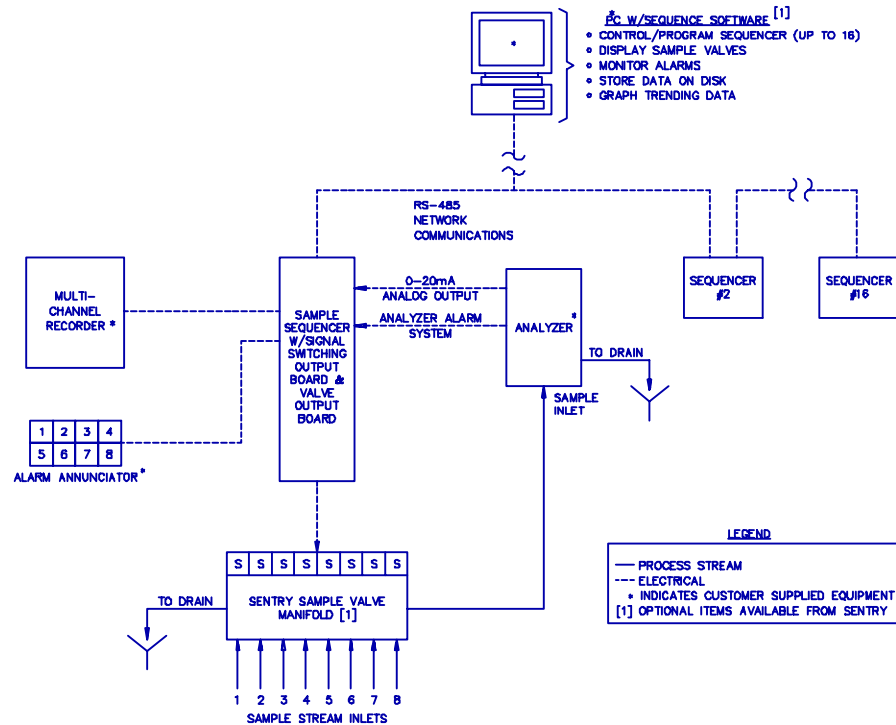 *PC W/SEQUENCE SOFTWARE [1]
* CONTROL/PROGRAM SEQUENCER (UP TO 16)
* DISPLAY SAMPLE VALVES
* MONITOR ALARMS
* STORE DATA ON DISK
* GRAPH TRENDING DATA
*
RS-485
NETWORK
COMMUNICATIONS
MULTI-
CHANNEL
RECORDER *
SAMPLE
SEQUENCER
W/SIGNAL
SWITCHING
OUTPUT
BOARD &
VALVE
OUTPUT
BOARD
0-20mA
ANALOG OUTPUT
ANALYZER ALARM
SYSTEM
ANALYZER *
SEQUENCER
#2
SEQUENCER
#16
TO DRAIN
SAMPLE
INLET
1 2 3 4
5 6 7 8
ALARM ANNUNCIATOR *
S S S S S S S S
TO DRAIN
SENTRY SAMPLE VALVE
MANIFOLD [1]
1 2 3 4 5 6 7 8
SAMPLE STREAM INLETS
LEGEND
PROCESS STREAM
ELECTRICAL
* INDICATES CUSTOMER SUPPLIED EQUIPMENT
[1] OPTIONAL ITEMS AVAILABLE FROM SENTRY